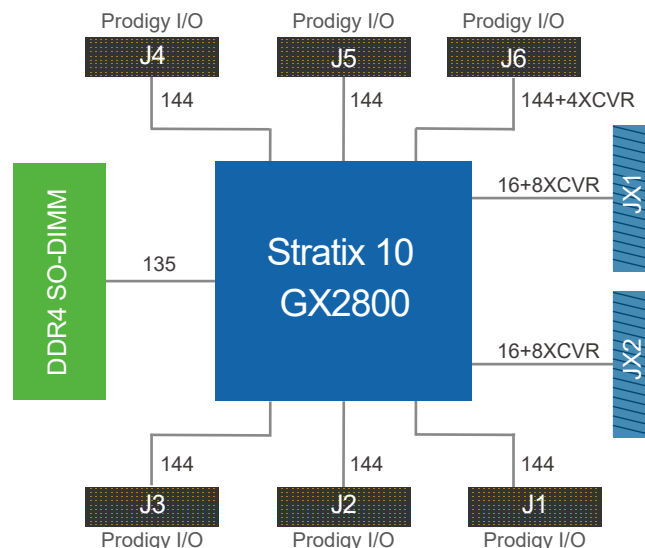 Prodigy I/O
Prodigy I/O
Prodigy I/O
J4
J5
J6
144
144
144+4XCVR
16+8XCVR
JX1
DDR4 SO-DIMM
135
Stratix 10
GX2800
16+8XCVR
JX2
144
144
144
J3
J2
J1
Prodigy I/O
Prodigy I/O
Prodigy I/O